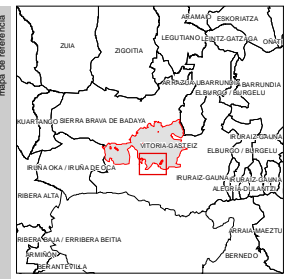 mapa de referencia
ARAMAIO
ESKORIATZA
ZUIA
ZIGOITIA
LEGUTIANO
LEINTZ-GATZAGA
OÑATI
ARRAZUA UBARRUNDIA
BARRUNDIA
ELBURGO / BURGELU
KUARTANGO
SIERRA BRAVA DE BADAYA
VITORIA-GASTEIZ
IRURAIZ-GAUNA
ELBURGO / BURGELU
IRUÑA OKA / IRUÑA DE OCA
IRURAIZ-GAUNA
IRURAIZ-GAUNA
ALEGRÍA-DULANTZI
RIBERA ALTA
ARRAIA-MAEZTU
RIBERA BAJA / ERRIBERA BEITIA
ARMIÑÓN
BERANTEVILLA
BERNEDO